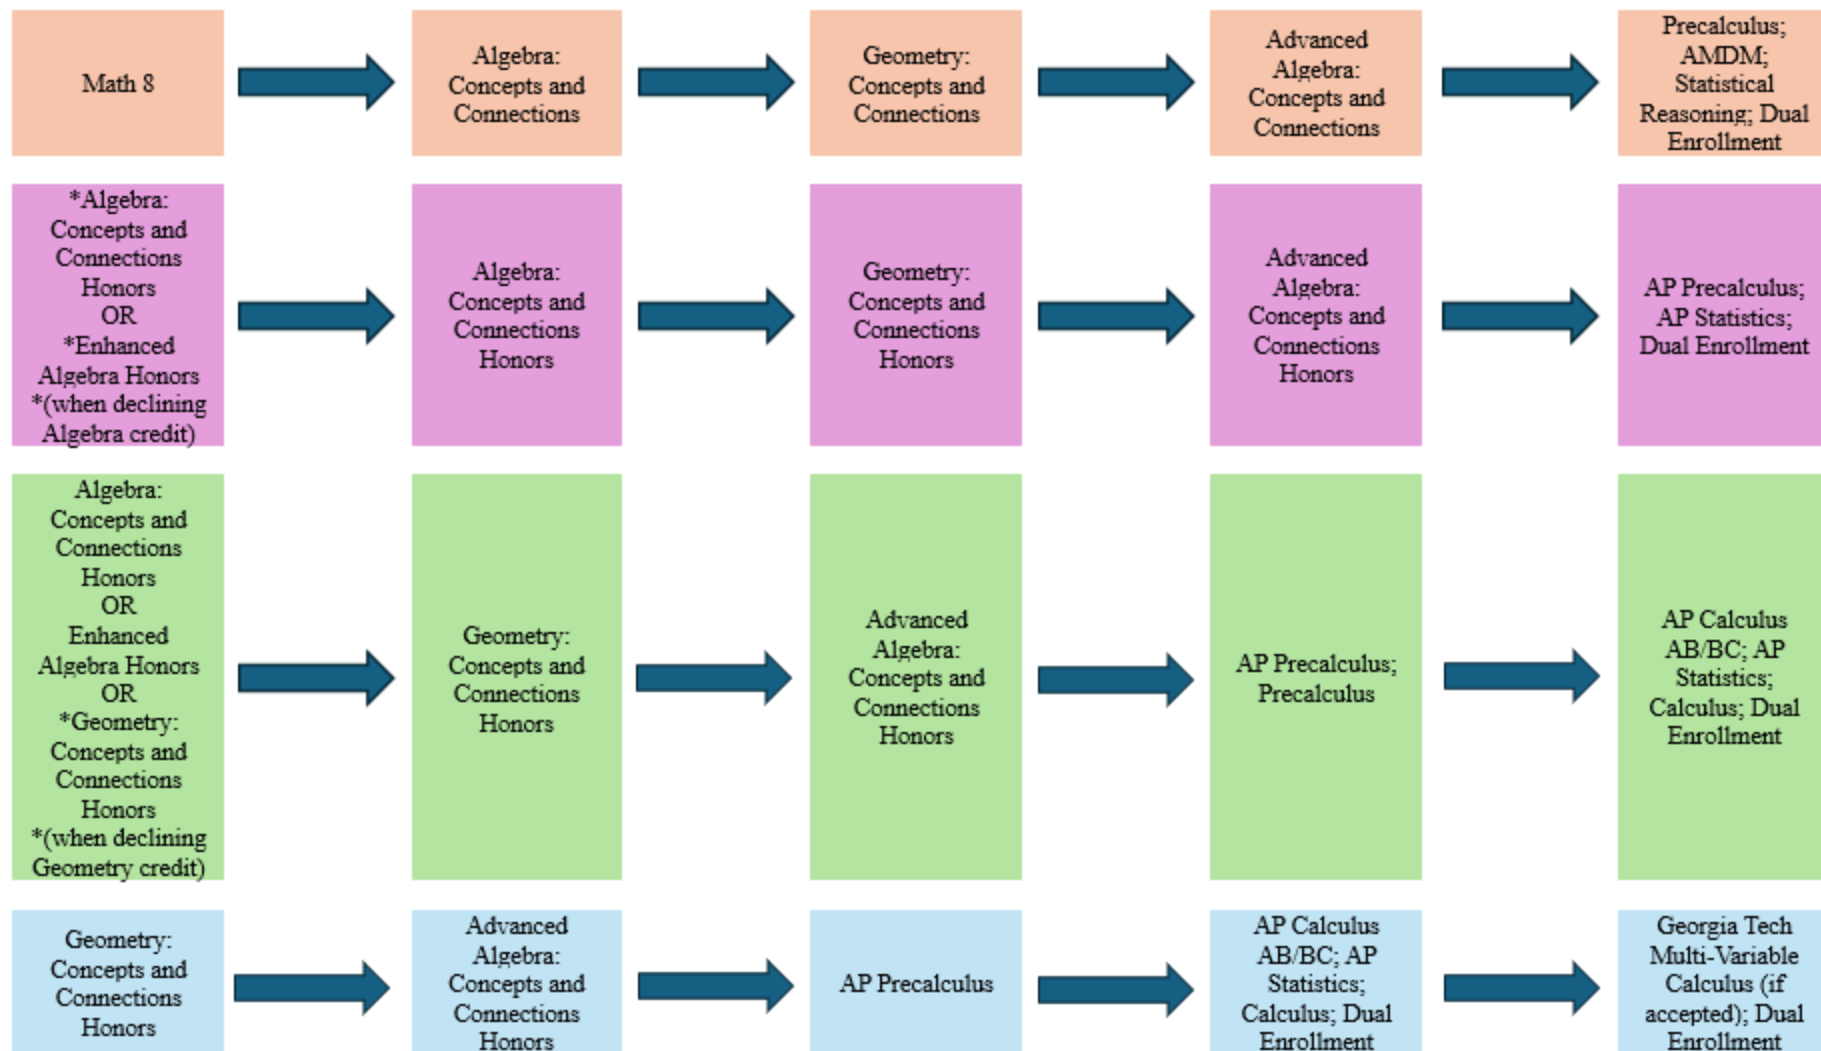 Math 8
Algebra:
Concepts and
Connections
Geometry:
Concepts and
Connections
Advanced
Algebra:
Concepts and
Connections
Precalculus;
AMDM;
Statistical
Reasoning; Dual
Enrollment
*Algebra:
Concepts and
Connections
Honors
OR
*Enhanced
Algebra Honors
*(when declining
Algebra credit)
Algebra:
Concepts and
Connections
Honors
Geometry:
Concepts and
Connections
Honors
Advanced
Algebra:
Concepts and
Connections
Honors
AP Precalculus;
AP Statistics;
Dual Enrollment
Algebra:
Concepts and
Connections
Honors
OR
Enhanced
Algebra Honors
OR
*Geometry:
Concepts and
Connections
Honors
*(when declining
Geometry credit)
Geometry:
Concepts and
Connections
Honors
Advanced
Algebra:
Concepts and
Connections
Honors
AP Precalculus;
Precalculus
AP Calculus
AB/BC; AP
Statistics;
Calculus; Dual
Enrollment
Geometry:
Concepts and
Connections
Honors
Advanced
Algebra:
Concepts and
Connections
Honors
AP Precalculus
AP Calculus
AB/BC; AP
Statistics;
Calculus; Dual
Enrollment
Georgia Tech
Multi-Variable
Calculus (if
accepted); Dual
Enrollment